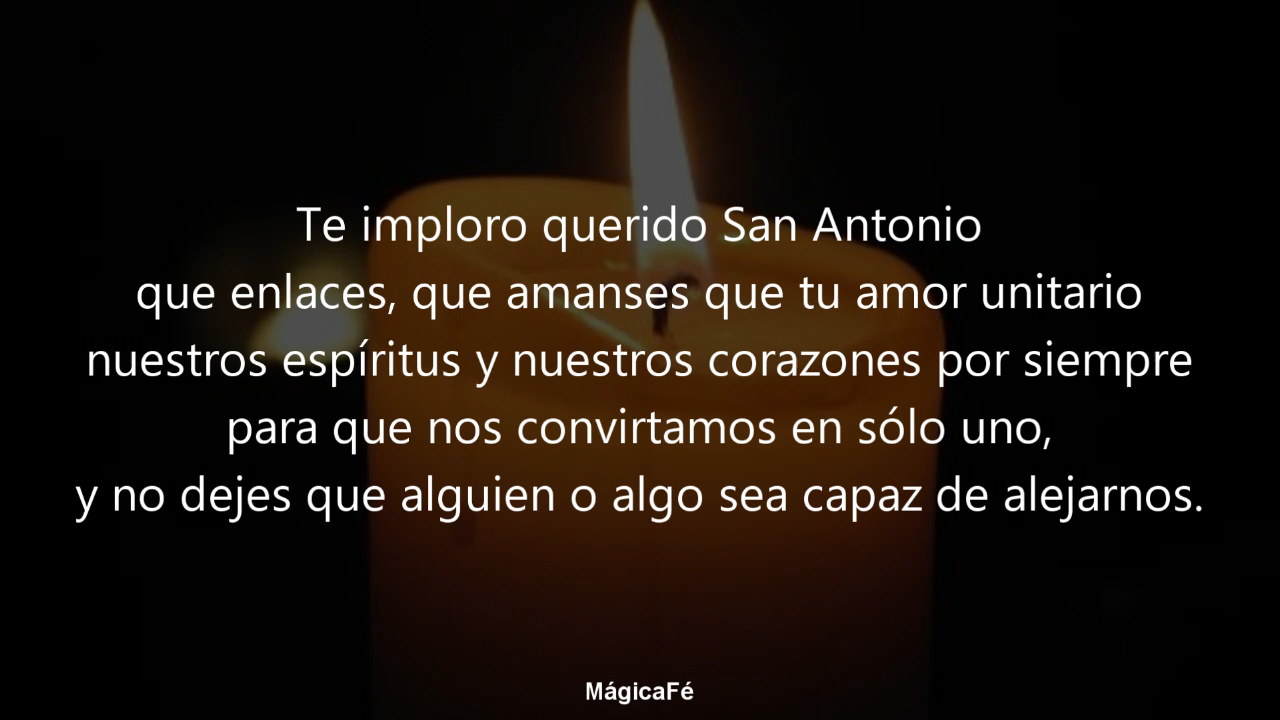 Te imploro querido San Antonio
que enlaces, que amanses que tu amor unitario
nuestros espíritus y nuestros corazones por siempre
para que nos convirtamos en sólo uno,
y no dejes que alguien o algo sea capaz de alejarnos.
MágicaFé